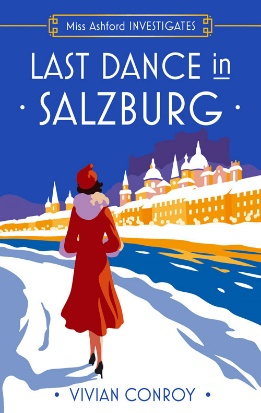 Miss Ashford INVESTIGATES
LAST DANCE in
· SALZBURG ·
· VIVIAN CONROY ·